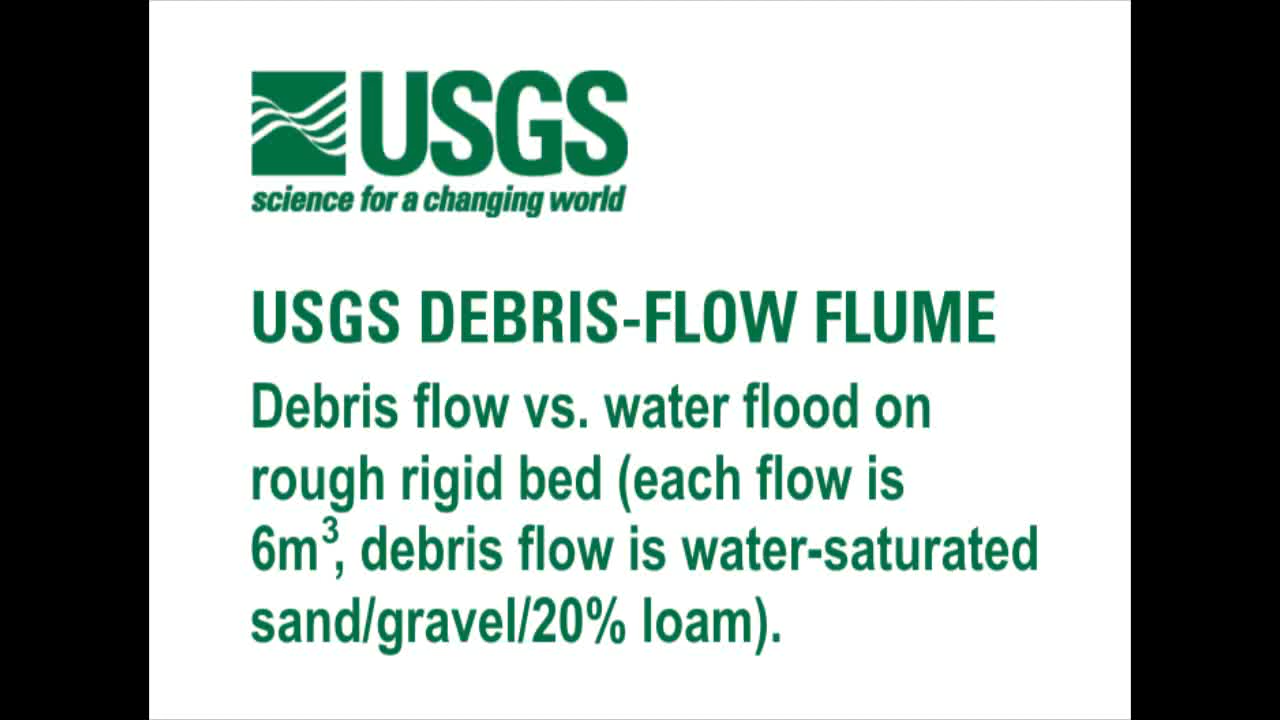 USGS
science for a changing world
USGS DEBRIS-FLOW FLUME
Debris flow vs. water flood on
rough rigid bed (each flow is
6m³, debris flow is water-saturated
sand/gravel/20% loam).